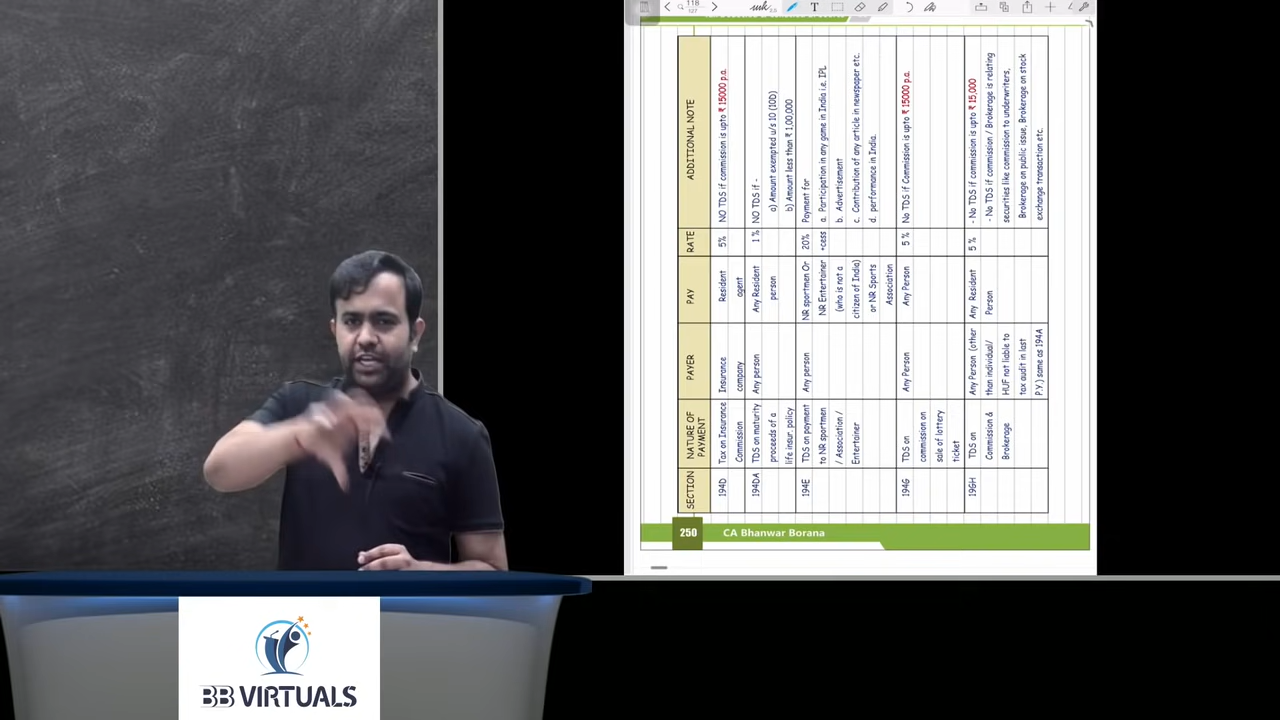 118
127
T
SECTION
NATURE OF
PAYMENT
PAYER
PAY
RATE
ADDITIONAL NOTE
194D
Tax on Insurance
Commission
Insurance
company
Resident
agent
5%
NO TDS if commission is upto ₹ 15000 p.a.
194DA
TDS on maturity
proceeds of a
life insur. policy
Any person
Any Resident
person
1 %
NO TDS if -
a) Amount exempted u/s 10 (10D)
b) Amount less than ₹ 1,00,000
194E
TDS on payment
to NR sportmen
/ Association /
Entertainer
Any person
NR sportmen Or
NR Entertainer
(who is not a
citizen of India)
or NR Sports
Association
20%
+cess
Payment for
a. Participation in any game in India i.e. IPL
b. Advertisement
c. Contribution of any article in newspaper etc.
d. performance in India.
194G
TDS on
commission on
sale of lottery
ticket
Any Person
Any Person
5 %
No TDS if Commission is upto ₹ 15000 p.a.
19GH
TDS on
Commission &
Brokerage
Any Person (other
than individual/
HUF not liable to
tax audit in last
P.Y.) same as 194A
Any Resident
Person
5 %
- No TDS if commission is upto ₹ 15,000
- No TDS if commission / Brokerage is relating
securities like commission to underwriters,
Brokerage on public issue, Brokerage on stock
exchange transaction etc.
250
CA Bhanwar Borana
BB VIRTUALS